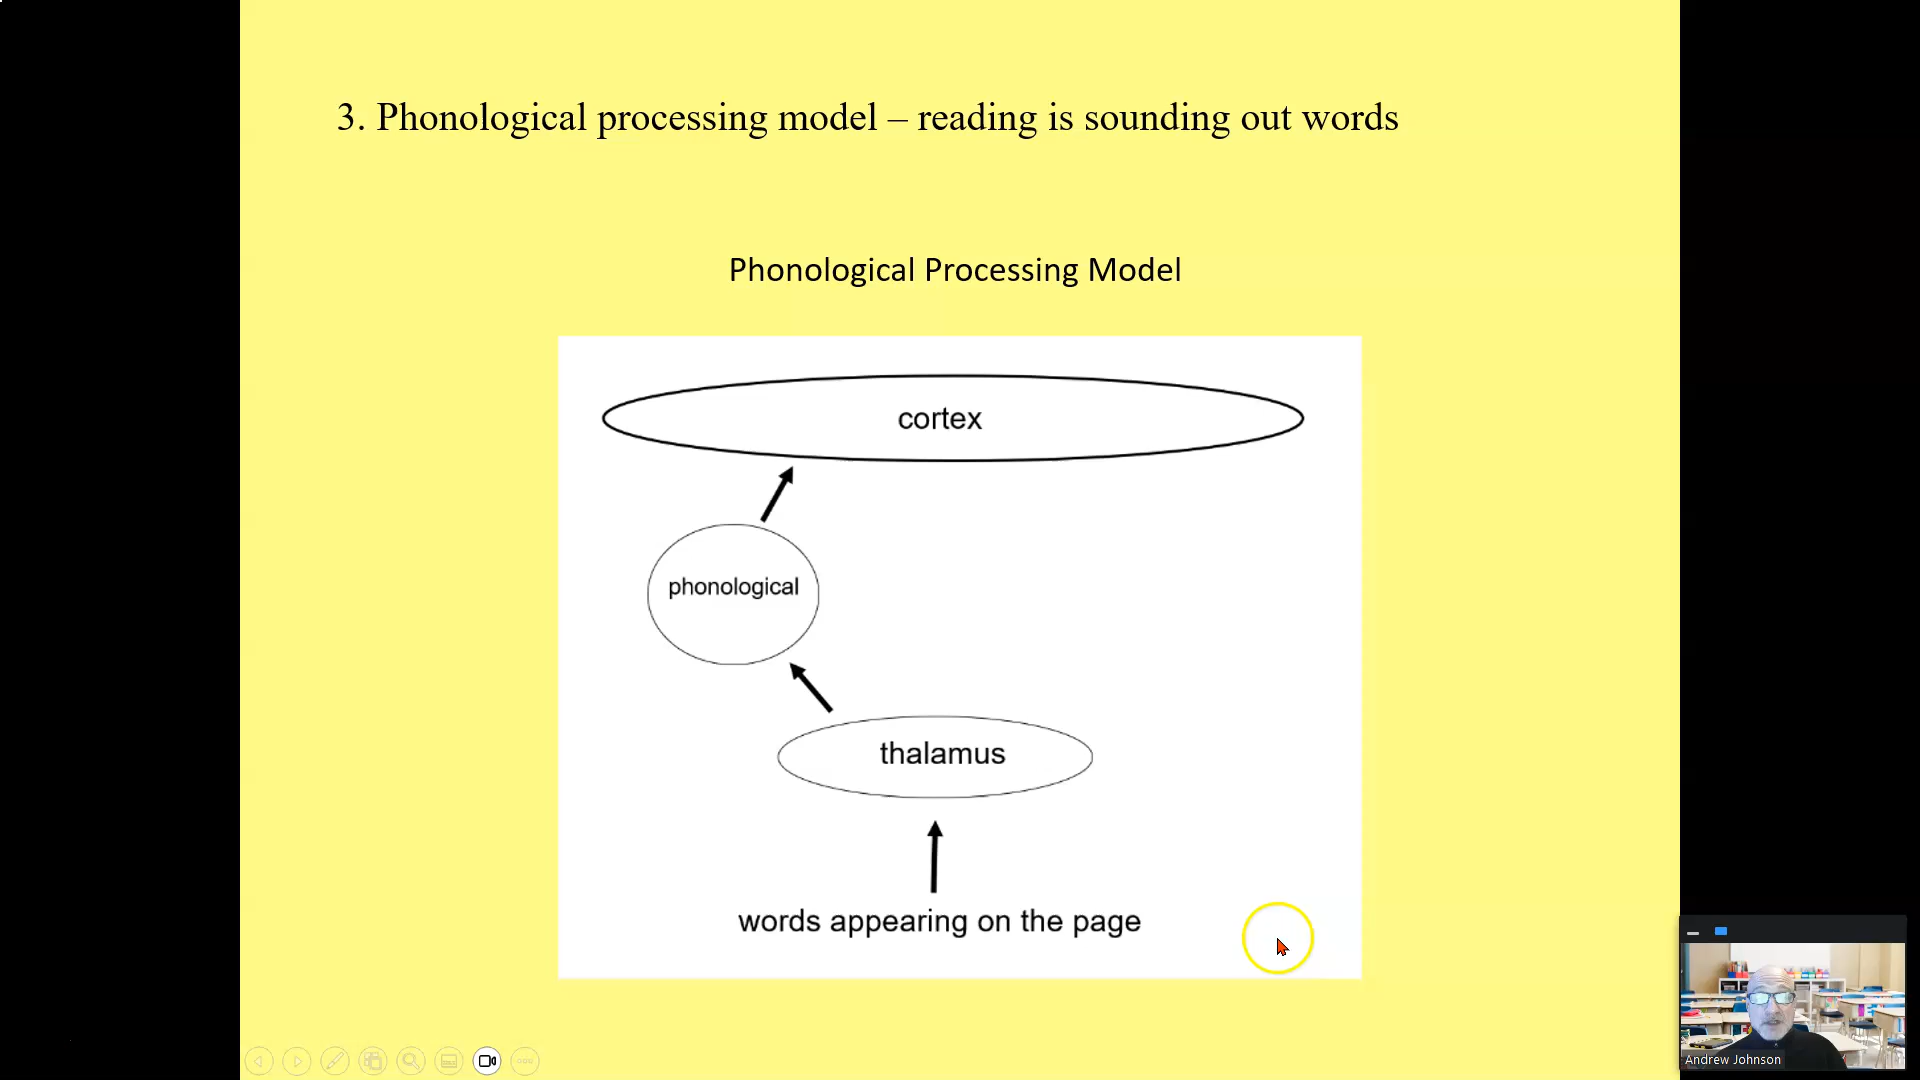 3. Phonological processing model – reading is sounding out words
Phonological Processing Model
cortex
phonological
thalamus
words appearing on the page
Andrew Johnson